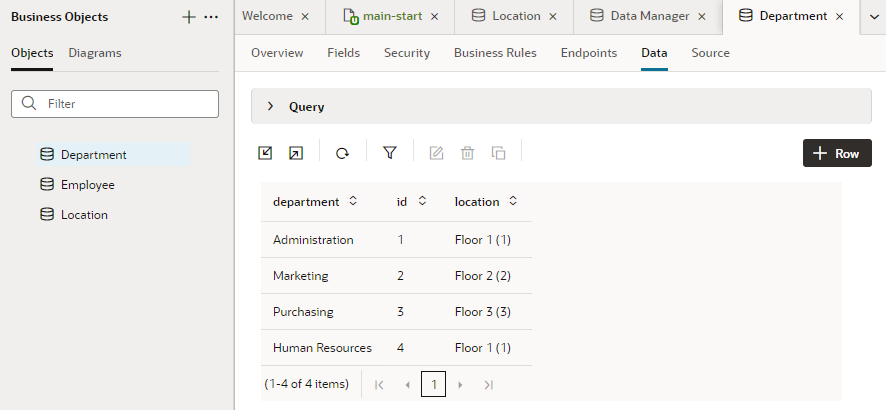 Business Objects
Objects Diagrams
Filter
Department
Employee
Location
Welcome main-start Location Data Manager Department
Overview Fields Security Business Rules Endpoints Data Source
Query
Row
department id location
Administration 1 Floor 1 (1)
Marketing 2 Floor 2 (2)
Purchasing 3 Floor 3 (3)
Human Resources 4 Floor 1 (1)
(1-4 of 4 items) 1